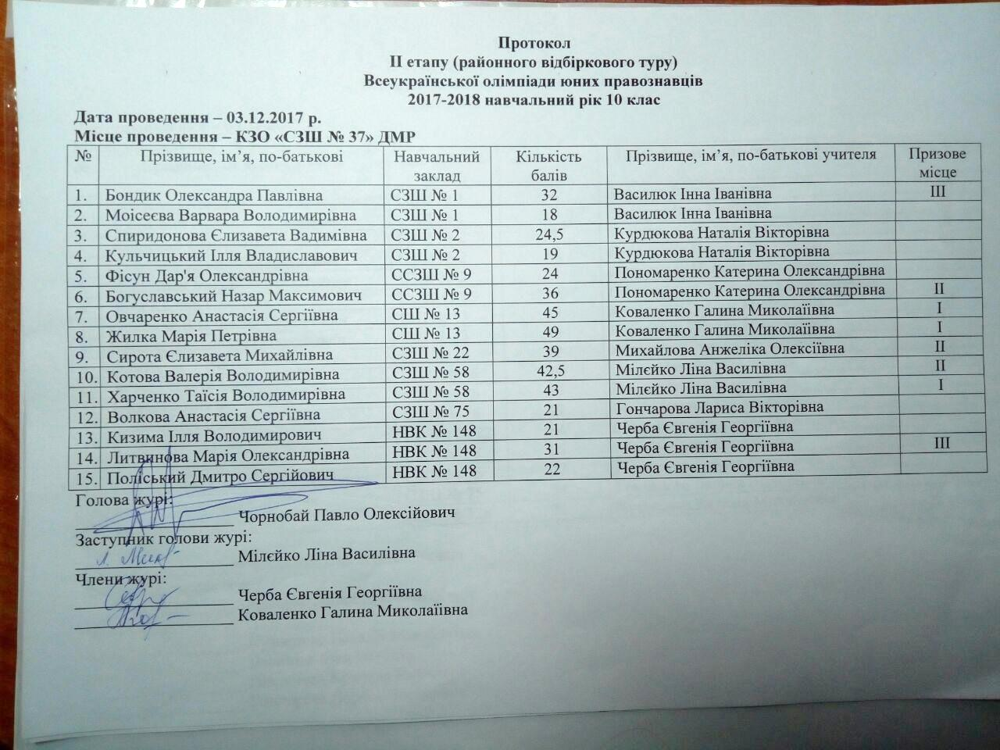 Протокол
ІІ етапу (районного відбіркового туру)
Всеукраїнської олімпіади юних правознавців
2017-2018 навчальний рік 10 клас
Дата проведення – 03.12.2017 р.
Місце проведення – КЗО «СЗШ № 37» ДМР
№ Прізвище, ім’я, по-батькові Навчальний заклад Кількість балів Прізвище, ім’я, по-батькові учителя Призове місце
1. Бондик Олександра Павлівна СЗШ № 1 32 Василюк Інна Іванівна ІІІ
2. Моісеєва Варвара Володимирівна СЗШ № 1 18 Василюк Інна Іванівна
3. Спиридонова Єлизавета Вадимівна СЗШ № 2 24,5 Курдюкова Наталія Вікторівна
4. Кульчицький Ілля Владиславович СЗШ № 2 19 Курдюкова Наталія Вікторівна
5. Фісун Дар'я Олександрівна ССЗШ № 9 24 Пономаренко Катерина Олександрівна
6. Богуславський Назар Максимович ССЗШ № 9 36 Пономаренко Катерина Олександрівна ІІ
7. Овчаренко Анастасія Сергіївна СШ № 13 45 Коваленко Галина Миколаїівна І
8. Жилка Марія Петрівна СШ № 13 49 Коваленко Галина Миколаїівна І
9. Сирота Єлизавета Михайлівна СЗШ № 22 39 Михайлова Анжеліка Олексіївна ІІ
10. Котова Валерія Володимирівна СЗШ № 58 42,5 Мілєйко Ліна Василівна ІІ
11. Харченко Таїсія Володимирівна СЗШ № 58 43 Мілєйко Ліна Василівна І
12. Волкова Анастасія Сергіївна СЗШ № 75 21 Гончарова Лариса Вікторівна
13. Кизима Ілля Володимирович НВК № 148 21 Черба Євгенія Георгіївна
14. Литвинова Марія Олександрівна НВК № 148 31 Черба Євгенія Георгіївна ІІІ
15. Поліський Дмитро Сергійович НВК № 148 22 Черба Євгенія Георгіївна
Голова журі:
Чорнобай Павло Олексійович
Заступник голови журі:
Мілєйко Ліна Василівна
Члени журі:
Черба Євгенія Георгіївна
Коваленко Галина Миколаїівна